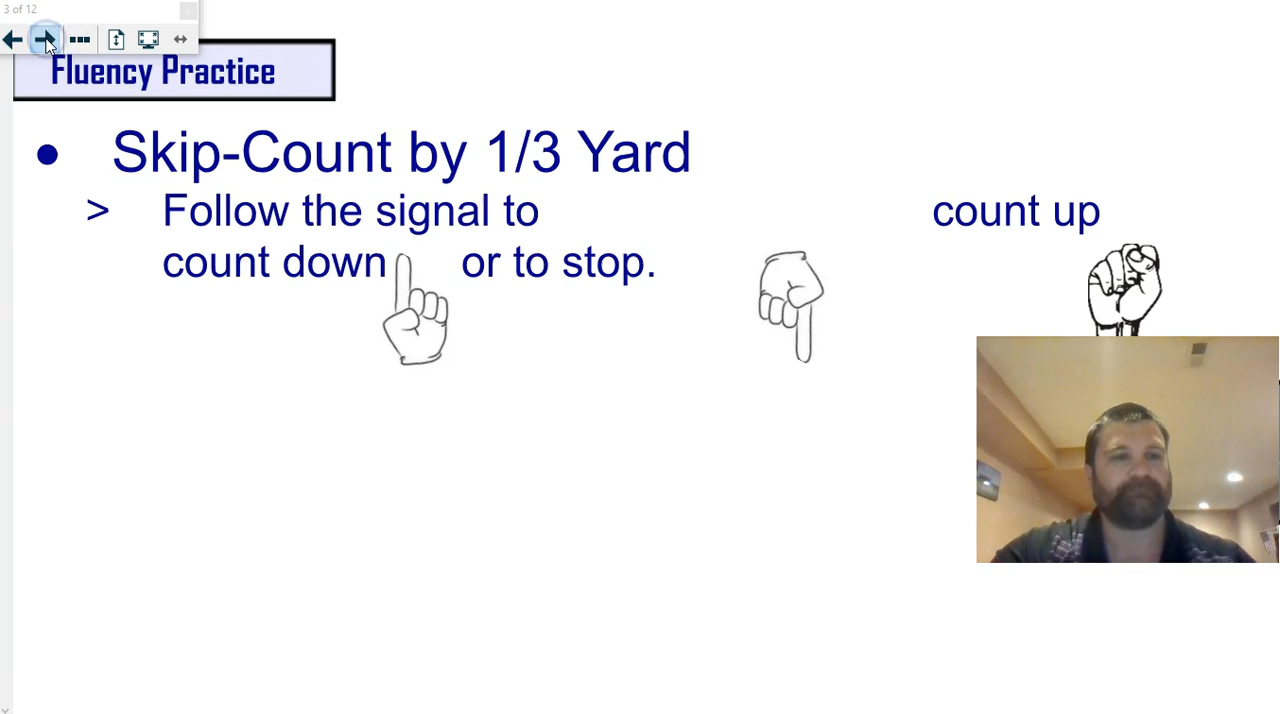 3 of 12
Fluency Practice
• Skip-Count by 1/3 Yard
> Follow the signal to count up
count down or to stop.